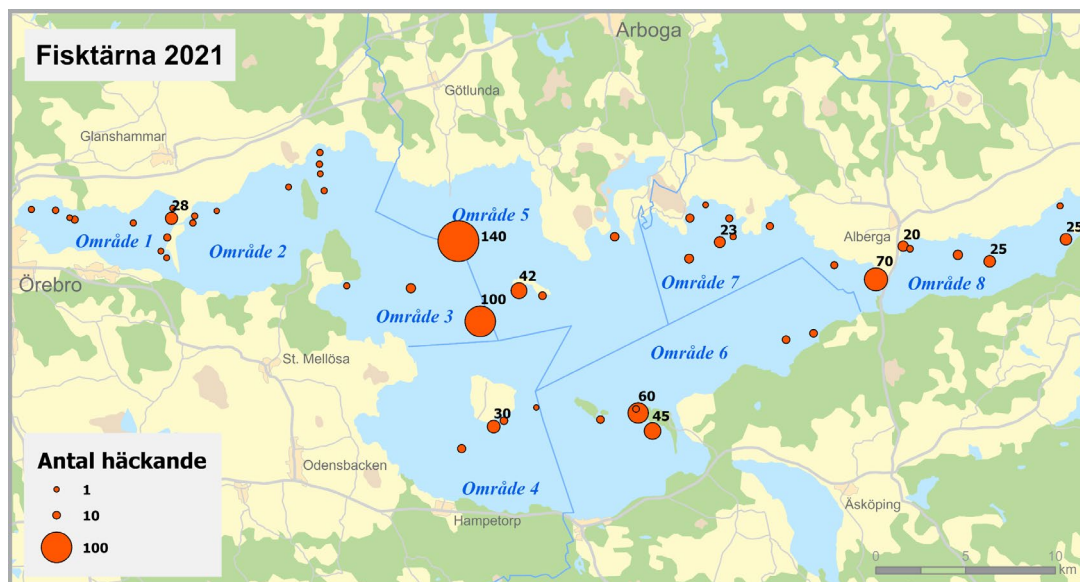 Arboga
Fisktärna 2021
Götlunda
Glanshammar
28
Område 5
Område 1
Område 2
140
23
Alberga
20
25
25
Område 7
70
Område 8
42
Örebro
100
Område 3
St. Mellösa
Område 6
60
45
30
Antal häckande
1
10
100
Odensbacken
Område 4
Hampetorp
Äsköping
0 5 10
km